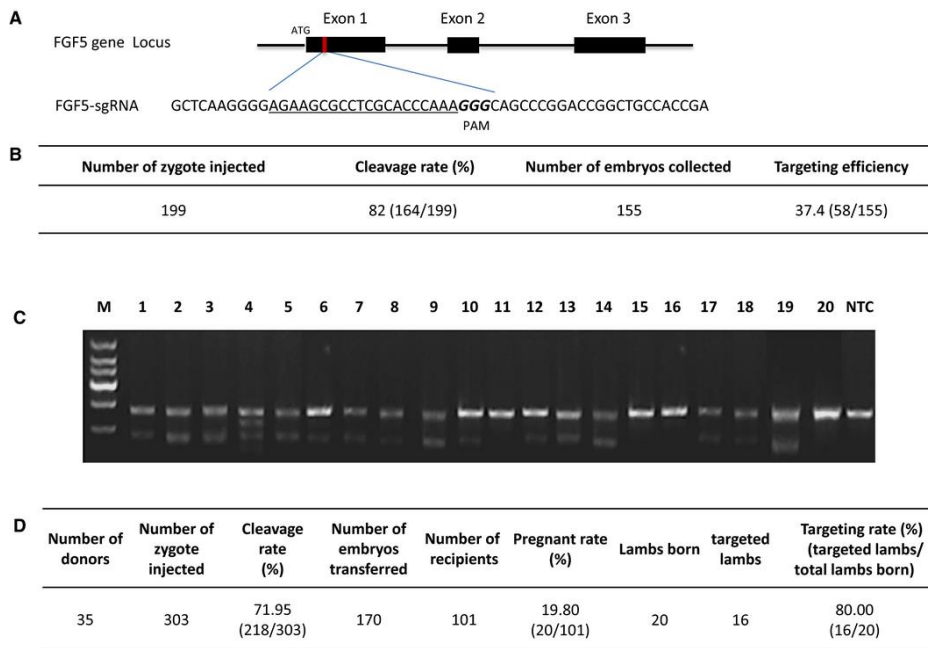 A
FGF5 gene Locus
ATG
Exon 1 Exon 2 Exon 3
FGF5-sgRNA GCTCAAGGGGAGAAGCGCCTCGCACCCAAAGGGCAGCCCGGACCGGCTGCCACCGA
PAM
B
Number of zygote injected Cleavage rate (%) Number of embryos collected Targeting efficiency
199 82 (164/199) 155 37.4 (58/155)
C
M 1 2 3 4 5 6 7 8 9 10 11 12 13 14 15 16 17 18 19 20 NTC
D
Number of donors Number of zygote injected Cleavage rate (%) Number of embryos transferred Number of recipients Pregnant rate (%) Lambs born targeted lambs Targeting rate (%) (targeted lambs/ total lambs born)
35 303 71.95 (218/303) 170 101 19.80 (20/101) 20 16 80.00 (16/20)